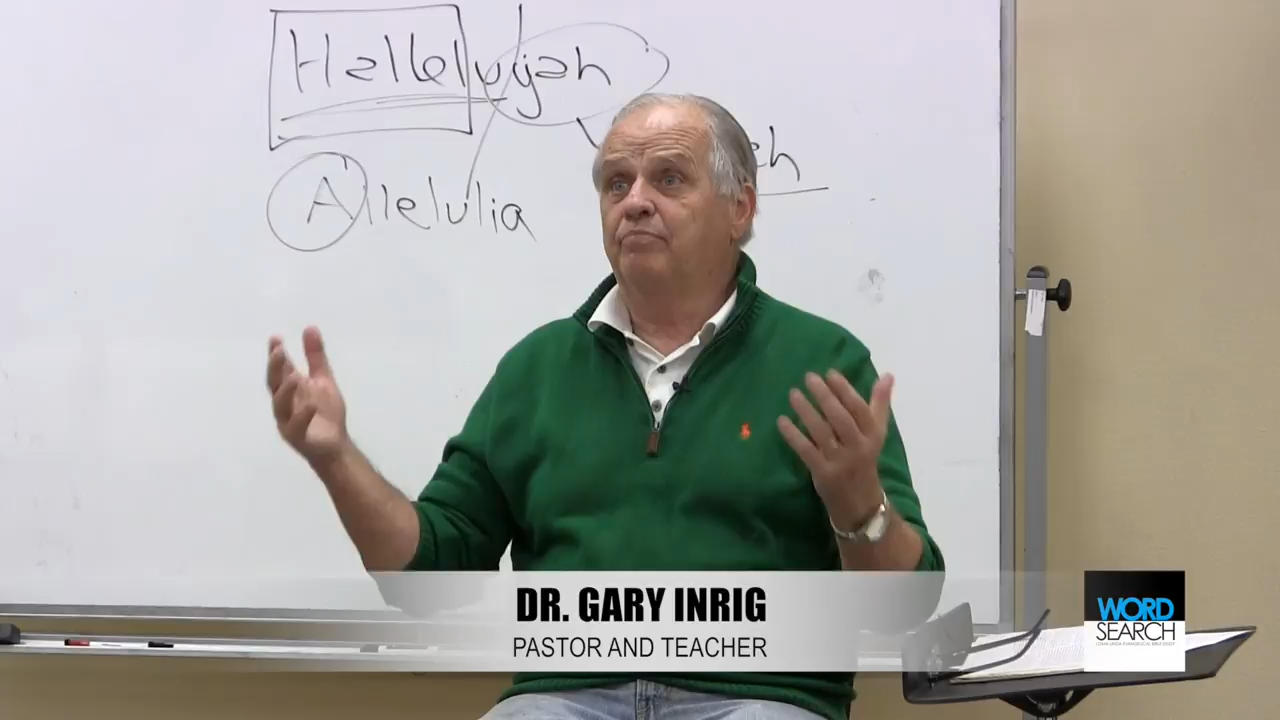 Hallelujah
Allelulia
DR. GARY INRIG
PASTOR AND TEACHER
WORD
SEARCH